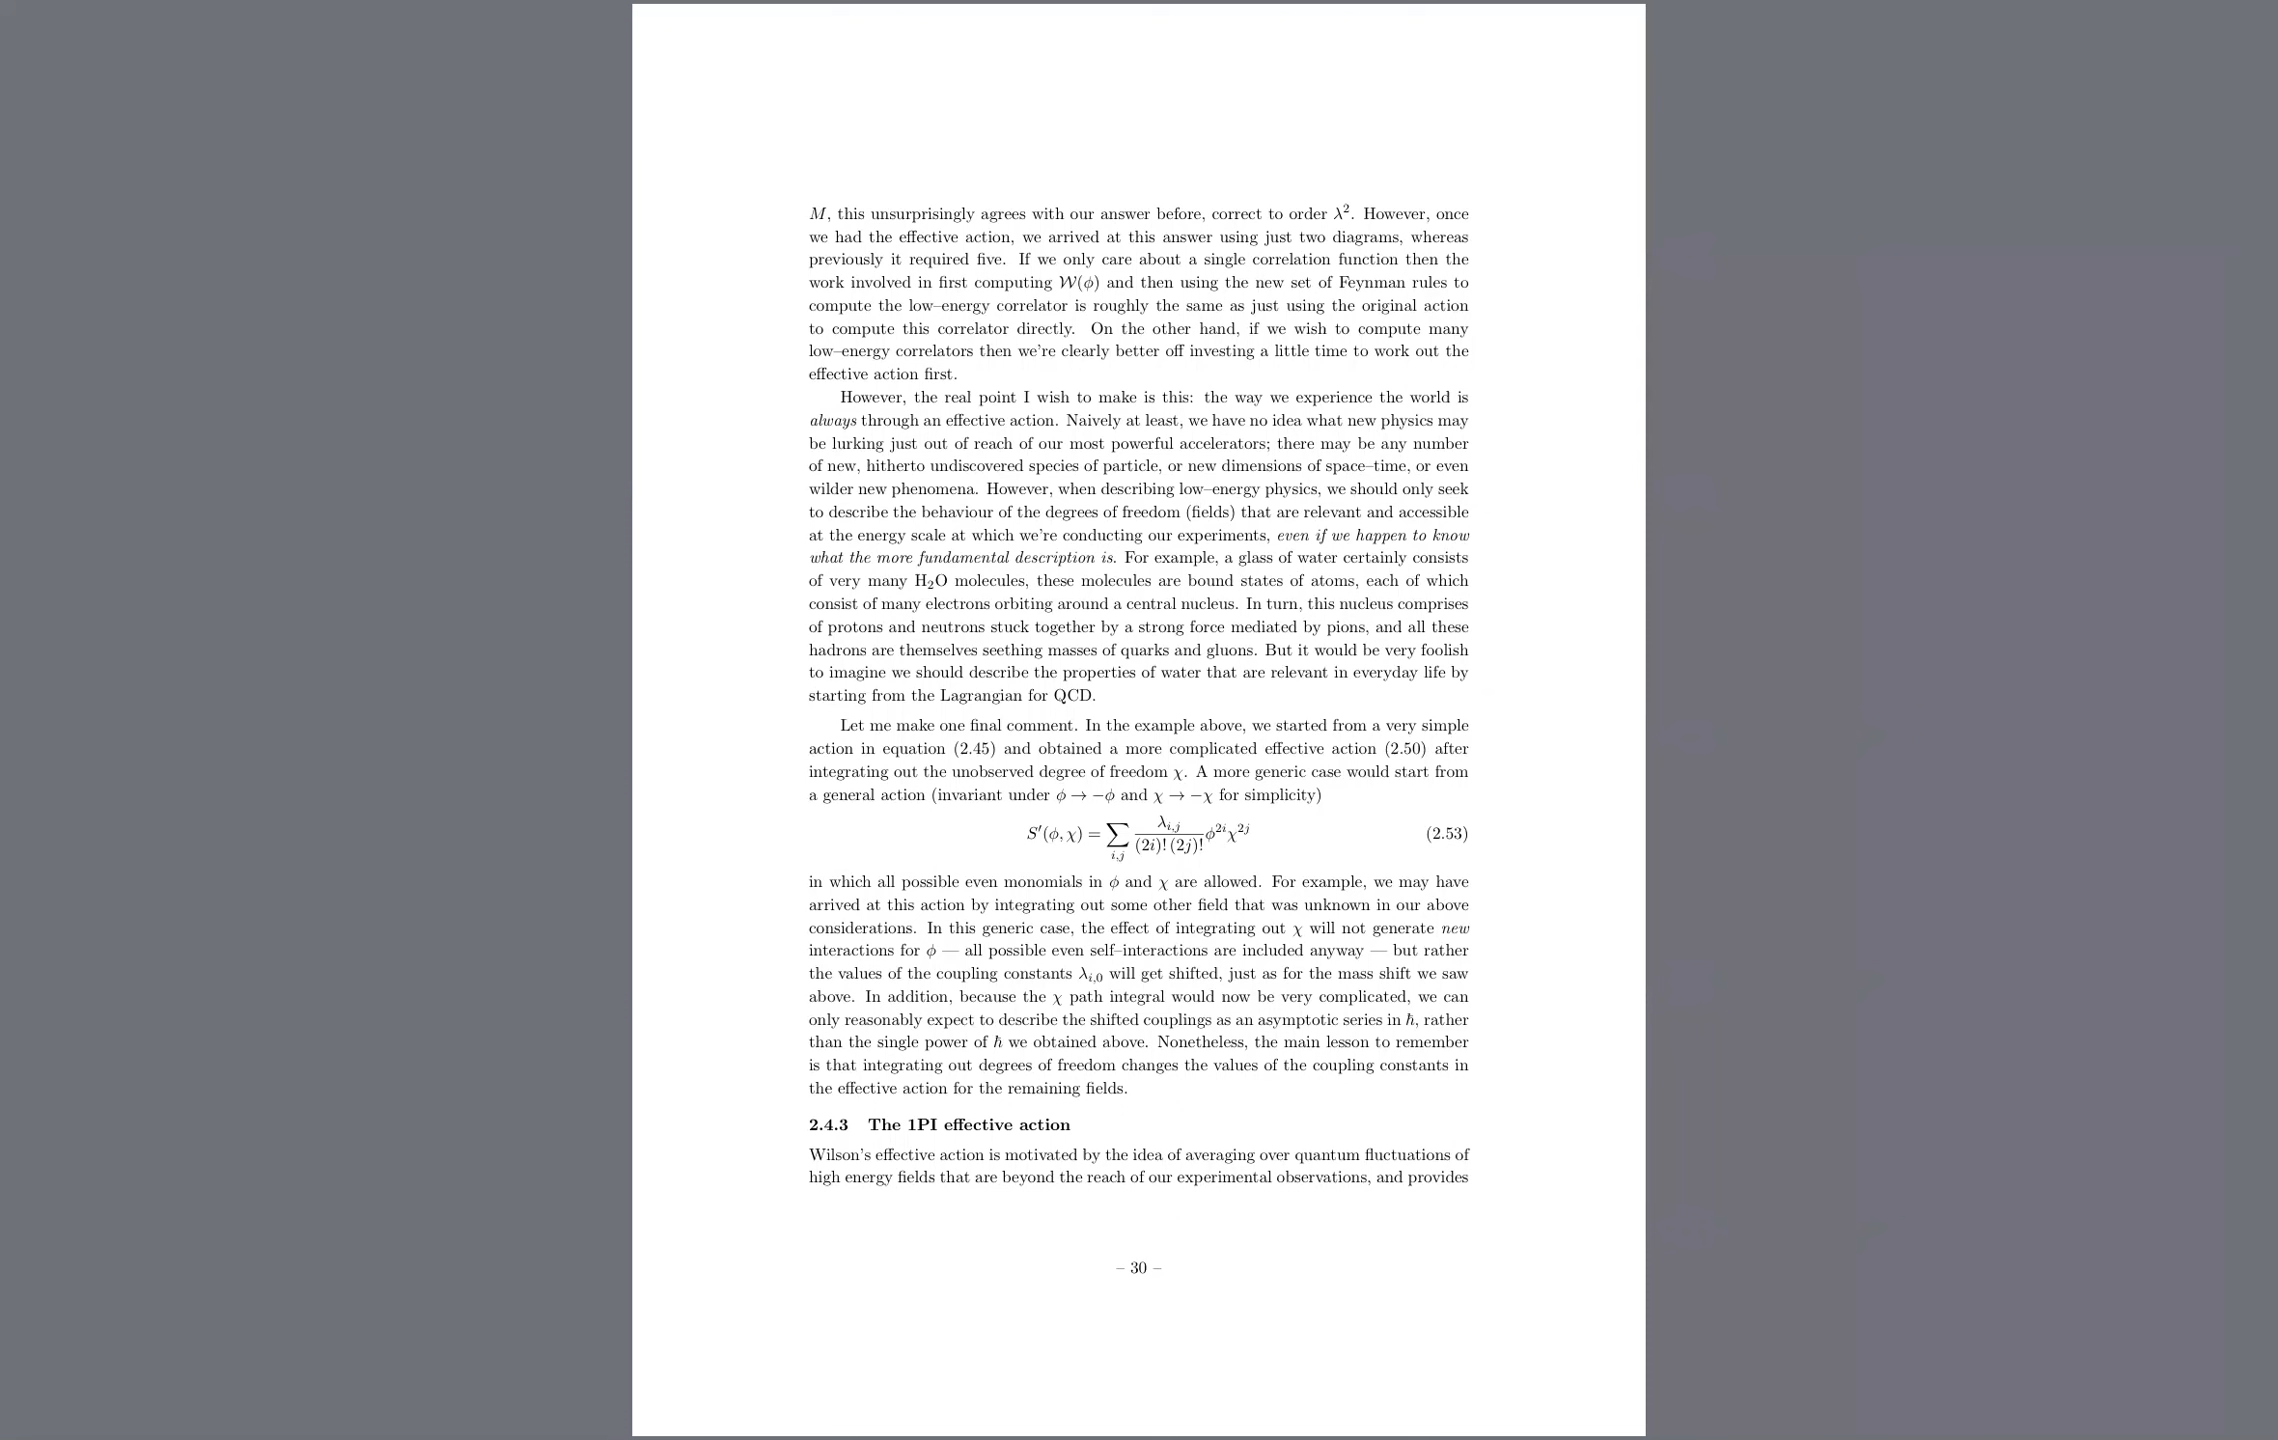 M, this unsurprisingly agrees with our answer before, correct to order λ². However, once
we had the effective action, we arrived at this answer using just two diagrams, whereas
previously it required five. If we only care about a single correlation function then the
work involved in first computing 𝒲(ϕ) and then using the new set of Feynman rules to
compute the low–energy correlator is roughly the same as just using the original action
to compute this correlator directly. On the other hand, if we wish to compute many
low–energy correlators then we're clearly better off investing a little time to work out the
effective action first.
However, the real point I wish to make is this: the way we experience the world is
always through an effective action. Naively at least, we have no idea what new physics may
be lurking just out of reach of our most powerful accelerators; there may be any number
of new, hitherto undiscovered species of particle, or new dimensions of space–time, or even
wilder new phenomena. However, when describing low–energy physics, we should only seek
to describe the behaviour of the degrees of freedom (fields) that are relevant and accessible
at the energy scale at which we're conducting our experiments, even if we happen to know
what the more fundamental description is. For example, a glass of water certainly consists
of very many H₂O molecules, these molecules are bound states of atoms, each of which
consist of many electrons orbiting around a central nucleus. In turn, this nucleus comprises
of protons and neutrons stuck together by a strong force mediated by pions, and all these
hadrons are themselves seething masses of quarks and gluons. But it would be very foolish
to imagine we should describe the properties of water that are relevant in everyday life by
starting from the Lagrangian for QCD.
Let me make one final comment. In the example above, we started from a very simple
action in equation (2.45) and obtained a more complicated effective action (2.50) after
integrating out the unobserved degree of freedom χ. A more generic case would start from
a general action (invariant under ϕ → −ϕ and χ → −χ for simplicity)
S′(ϕ, χ) = ∑_{i,j} λ_{i,j} / ((2i)! (2j)!) ϕ^{2i} χ^{2j} (2.53)
in which all possible even monomials in ϕ and χ are allowed. For example, we may have
arrived at this action by integrating out some other field that was unknown in our above
considerations. In this generic case, the effect of integrating out χ will not generate new
interactions for ϕ — all possible even self–interactions are included anyway — but rather
the values of the coupling constants λ_{i,0} will get shifted, just as for the mass shift we saw
above. In addition, because the χ path integral would now be very complicated, we can
only reasonably expect to describe the shifted couplings as an asymptotic series in ℏ, rather
than the single power of ℏ we obtained above. Nonetheless, the main lesson to remember
is that integrating out degrees of freedom changes the values of the coupling constants in
the effective action for the remaining fields.
2.4.3 The 1PI effective action
Wilson's effective action is motivated by the idea of averaging over quantum fluctuations of
high energy fields that are beyond the reach of our experimental observations, and provides
– 30 –